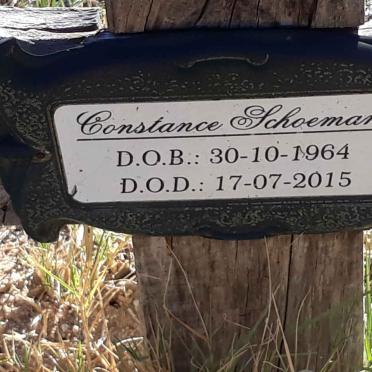 Constance Schoeman
D.O.B.: 30-10-1964
D.O.D.: 17-07-2015